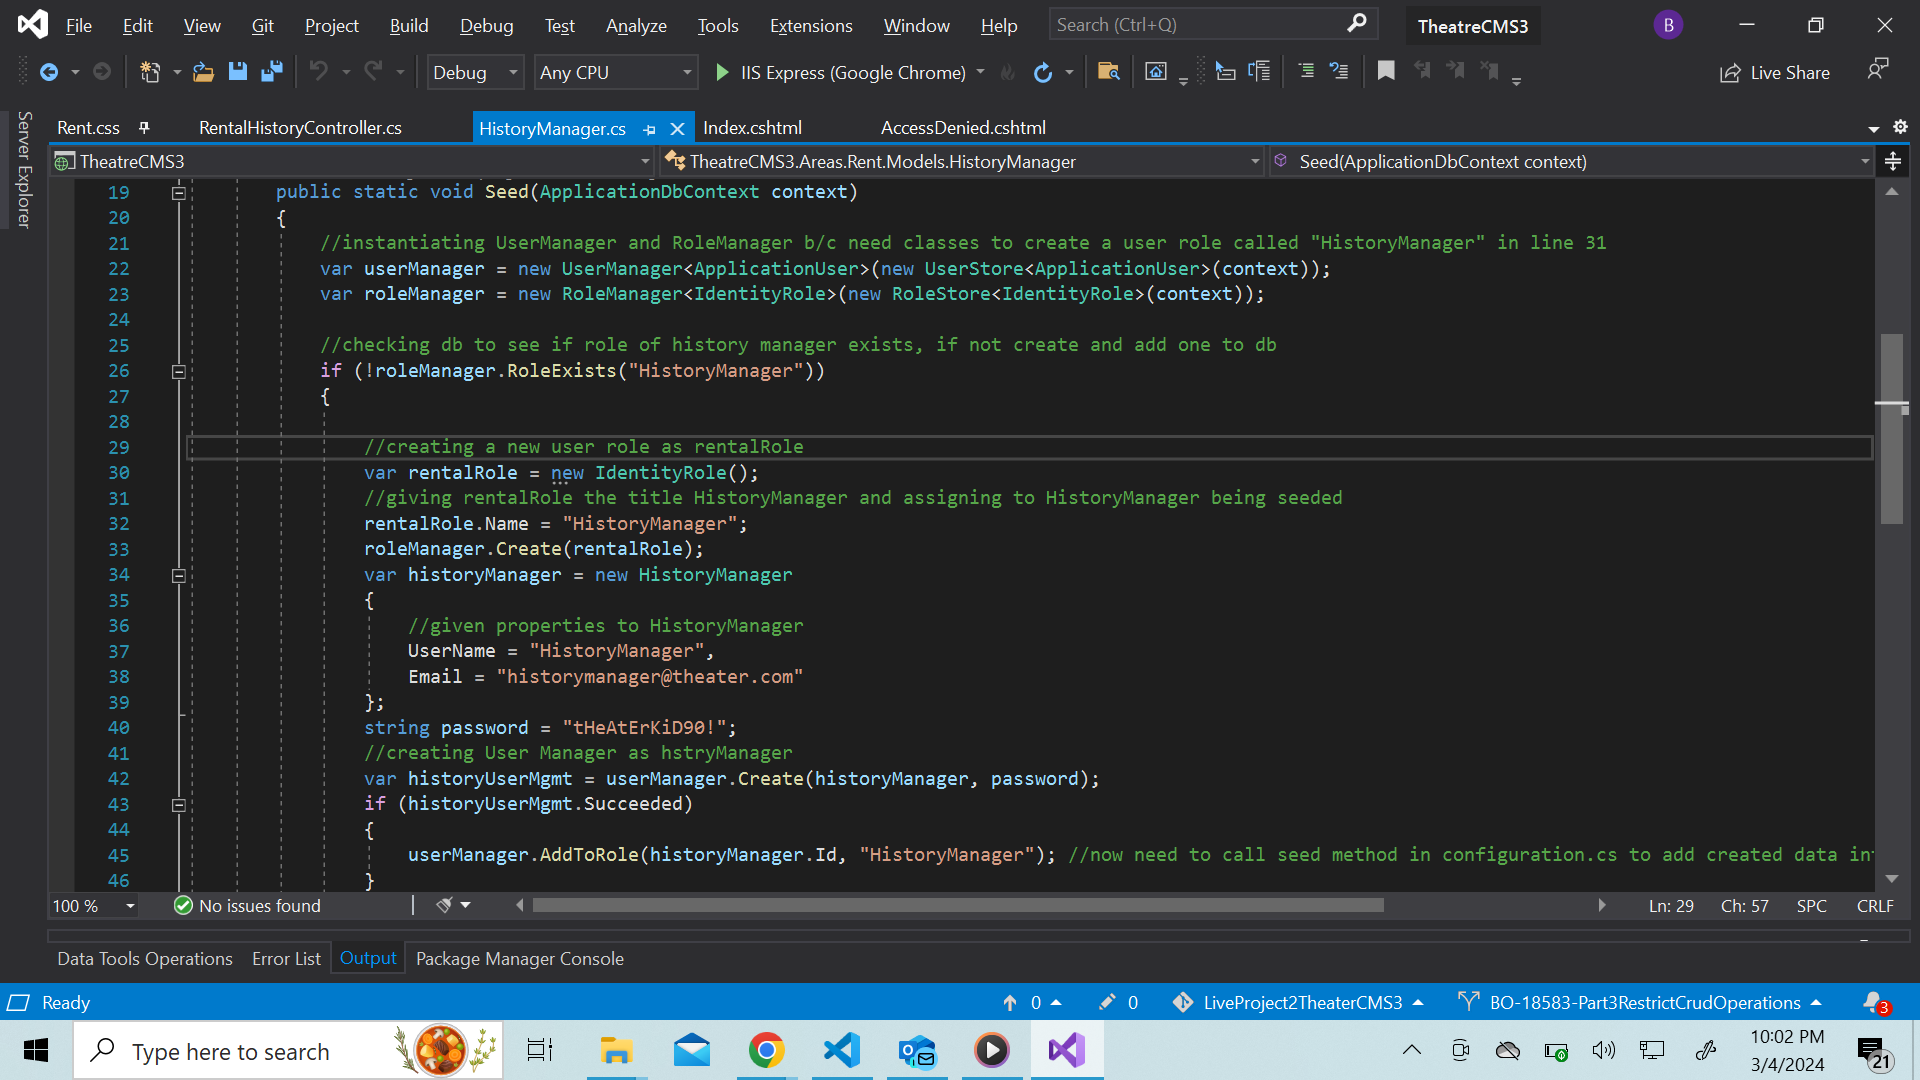 File Edit View Git Project Build Debug Test Analyze Tools Extensions Window Help Search (Ctrl+Q) TheatreCMS3 B
Debug Any CPU IIS Express (Google Chrome) Live Share
Server Explorer
Rent.css RentalHistoryController.cs HistoryManager.cs Index.cshtml AccessDenied.cshtml
TheatreCMS3 TheatreCMS3.Areas.Rent.Models.HistoryManager Seed(ApplicationDbContext context)
19 public static void Seed(ApplicationDbContext context)
20 {
21 //instantiating UserManager and RoleManager b/c need classes to create a user role called "HistoryManager" in line 31
22 var userManager = new UserManager<ApplicationUser>(new UserStore<ApplicationUser>(context));
23 var roleManager = new RoleManager<IdentityRole>(new RoleStore<IdentityRole>(context));
24
25 //checking db to see if role of history manager exists, if not create and add one to db
26 if (!roleManager.RoleExists("HistoryManager"))
27 {
28
29 //creating a new user role as rentalRole
30 var rentalRole = new IdentityRole();
31 //giving rentalRole the title HistoryManager and assigning to HistoryManager being seeded
32 rentalRole.Name = "HistoryManager";
33 roleManager.Create(rentalRole);
34 var historyManager = new HistoryManager
35 {
36 //given properties to HistoryManager
37 UserName = "HistoryManager",
38 Email = "historymanager@theater.com"
39 };
40 string password = "tHeAtErKiD90!";
41 //creating User Manager as hstryManager
42 var historyUserMgmt = userManager.Create(historyManager, password);
43 if (historyUserMgmt.Succeeded)
44 {
45 userManager.AddToRole(historyManager.Id, "HistoryManager"); //now need to call seed method in configuration.cs to add created data in
46 }
100 % No issues found Ln: 29 Ch: 57 SPC CRLF
Data Tools Operations Error List Output Package Manager Console
Ready 0 0 LiveProject2TheaterCMS3 BO-18583-Part3RestrictCrudOperations 3
Type here to search 10:02 PM
3/4/2024 21